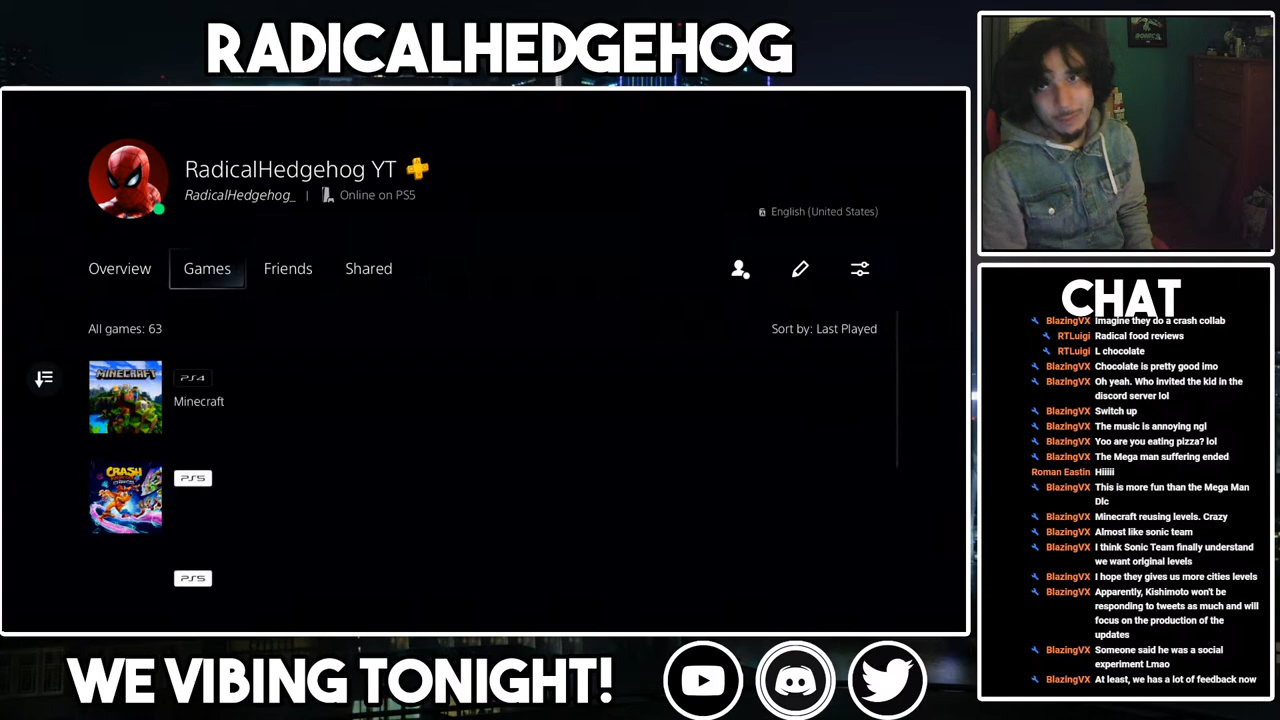 RADICALHEDGEHOG
RadicalHedgehog YT
RadicalHedgehog_ | Online on PS5
English (United States)
Overview Games Friends Shared
All games: 63
Sort by: Last Played
MINECRAFT
PS4
Minecraft
CRASH
PS5
PS5
WE VIBING TONIGHT!
CHAT
BlazingVX Imagine they do a crash collab
RTLuigi Radical food reviews
RTLuigi L chocolate
BlazingVX Chocolate is pretty good imo
BlazingVX Oh yeah. Who invited the kid in the
discord server lol
BlazingVX Switch up
BlazingVX The music is annoying ngl
BlazingVX Yoo are you eating pizza? lol
BlazingVX The Mega man suffering ended
Roman Eastin Hiiiii
BlazingVX This is more fun than the Mega Man
Dlc
BlazingVX Minecraft reusing levels. Crazy
BlazingVX Almost like sonic team
BlazingVX I think Sonic Team finally understand
we want original levels
BlazingVX I hope they gives us more cities levels
BlazingVX Apparently, Kishimoto won't be
responding to tweets as much and will
focus on the production of the
updates
BlazingVX Someone said he was a social
experiment Lmao
BlazingVX At least, we has a lot of feedback now